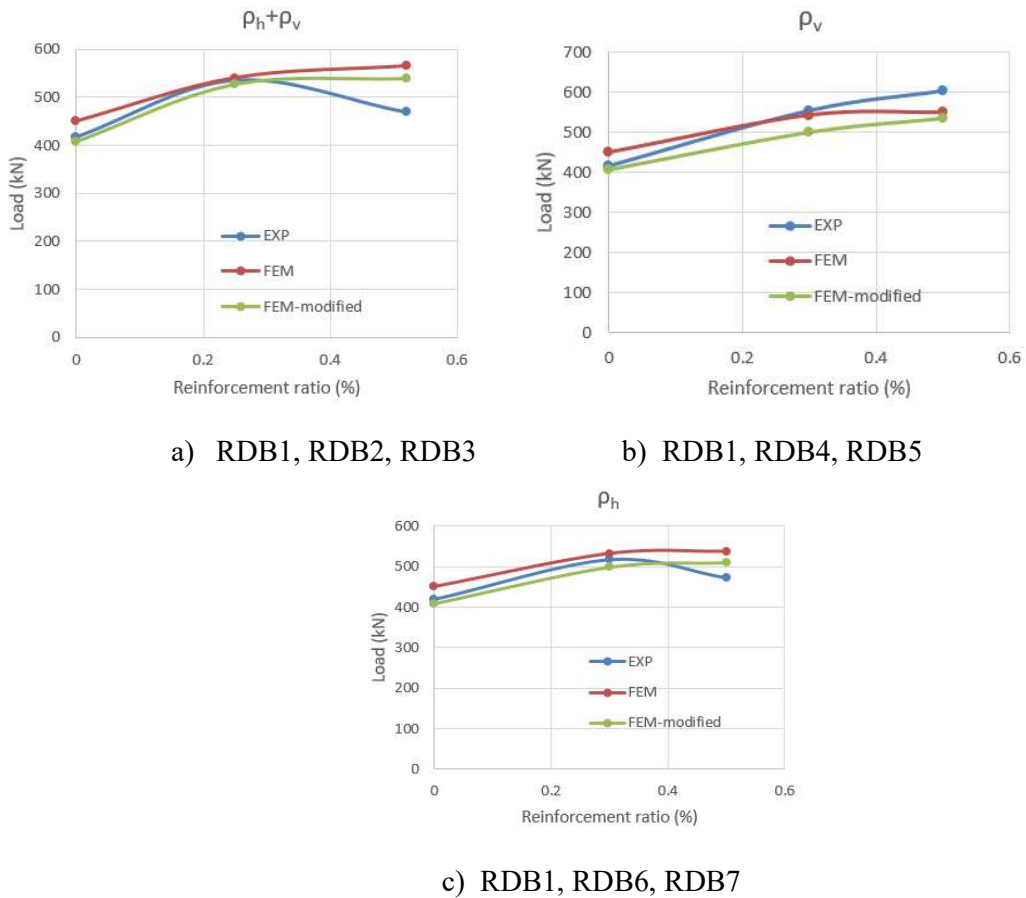 ρh+ρv
600
500
400
300
200
100
0
Load (kN)
EXP
FEM
FEM-modified
0 0.2 0.4 0.6
Reinforcement ratio (%)
a) RDB1, RDB2, RDB3
ρv
700
600
500
400
300
200
100
0
Load (kN)
EXP
FEM
FEM-modified
0 0.2 0.4 0.6
Reinforcement ratio (%)
b) RDB1, RDB4, RDB5
ρh
600
500
400
300
200
100
0
Load (kN)
EXP
FEM
FEM-modified
0 0.2 0.4 0.6
Reinforcement ratio (%)
c) RDB1, RDB6, RDB7